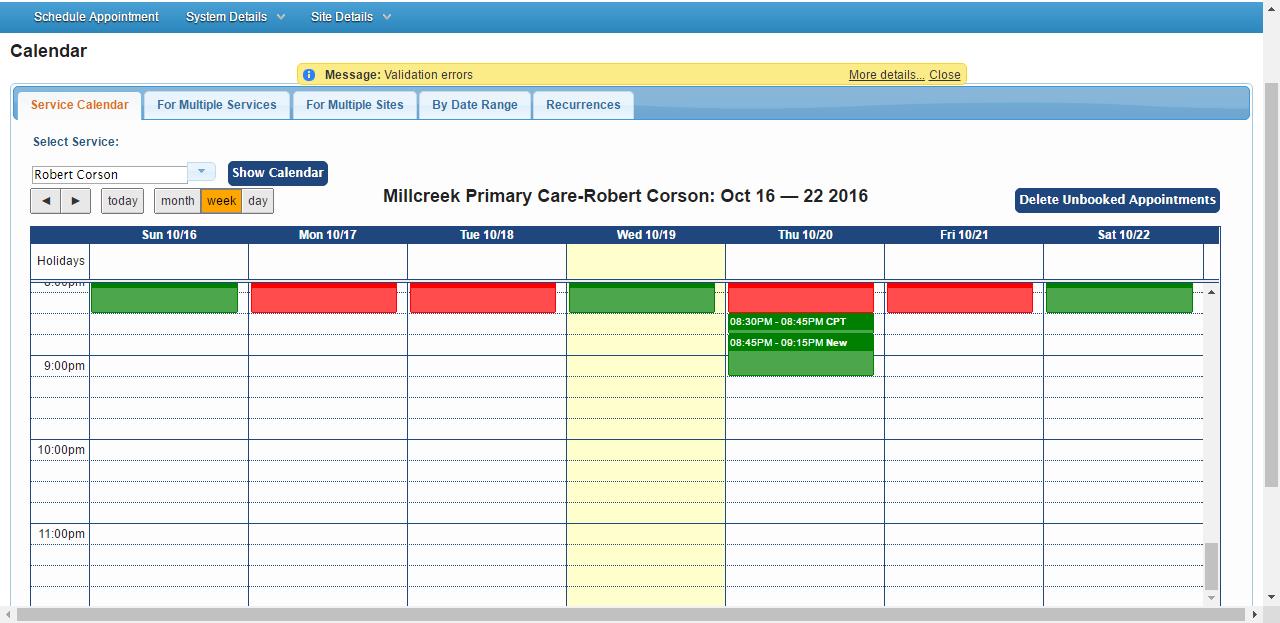 Schedule Appointment System Details Site Details
Calendar
Message: Validation errors More details... Close
Service Calendar For Multiple Services For Multiple Sites By Date Range Recurrences
Select Service:
Robert Corson Show Calendar
today month week day Millcreek Primary Care-Robert Corson: Oct 16 — 22 2016 Delete Unbooked Appointments
Sun 10/16 Mon 10/17 Tue 10/18 Wed 10/19 Thu 10/20 Fri 10/21 Sat 10/22
Holidays
08:30PM - 08:45PM CPT
08:45PM - 09:15PM New
9:00pm
10:00pm
11:00pm